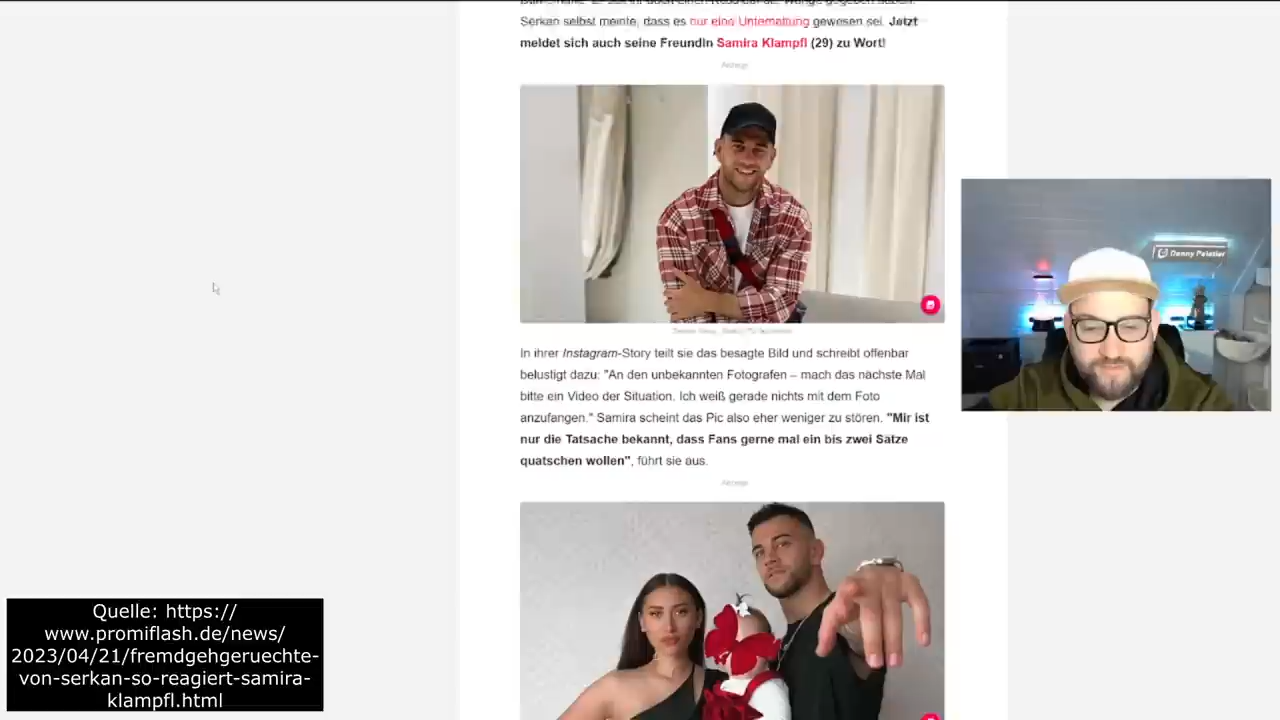 Serkan selbst meinte, dass es nur eine Unterhaltung gewesen sei. Jetzt
meldet sich auch seine Freundin Samira Klampfl (29) zu Wort!
Anzeige
Denny Peletier
In ihrer Instagram-Story teilt sie das besagte Bild und schreibt offenbar
belustigt dazu: "An den unbekannten Fotografen – mach das nächste Mal
bitte ein Video der Situation. Ich weiß gerade nichts mit dem Foto
anzufangen." Samira scheint das Pic also eher weniger zu stören. "Mir ist
nur die Tatsache bekannt, dass Fans gerne mal ein bis zwei Sätze
quatschen wollen", führt sie aus.
Anzeige
Quelle: https://
www.promiflash.de/news/
2023/04/21/fremdgehgeruechte-
von-serkan-so-reagiert-samira-
klampfl.html